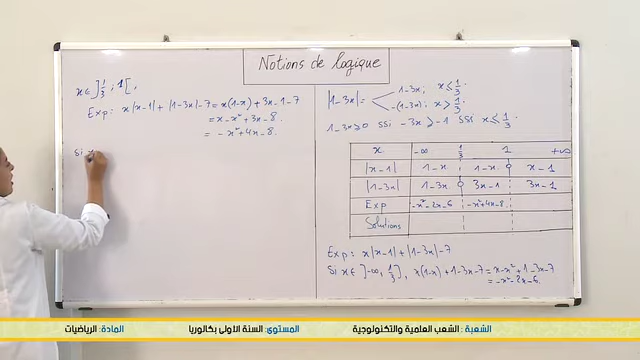 Notions de logique
x ∈ ]1/3 ; 1[ ,
Exp : x|x-1| + |1-3x| - 7 = x(1-x) + 3x-1-7
= x - x² + 3x - 8.
= -x² + 4x - 8.
Si x
|1-3x| = 1-3x ; x ≤ 1/3
-(1-3x) ; x > 1/3.
1-3x ≥ 0 ssi -3x ≥ -1 ssi x ≤ 1/3.
x -∞ 1/3 1 +∞
|x-1| 1-x 1-x 0 x-1
|1-3x| 1-3x 0 3x-1 3x-1
Exp -x²-2x-6 -x²+4x-8
Solutions
Exp : x|x-1| + |1-3x| - 7
Si x ∈ ]-∞, 1/3], x(1-x) + 1-3x-7 = x-x²+1-3x-7
= -x²-2x-6.
الشعبة : الشعب العلمية والتكنولوجية المستوى: السنة الأولى بكالوريا المادة: الرياضيات